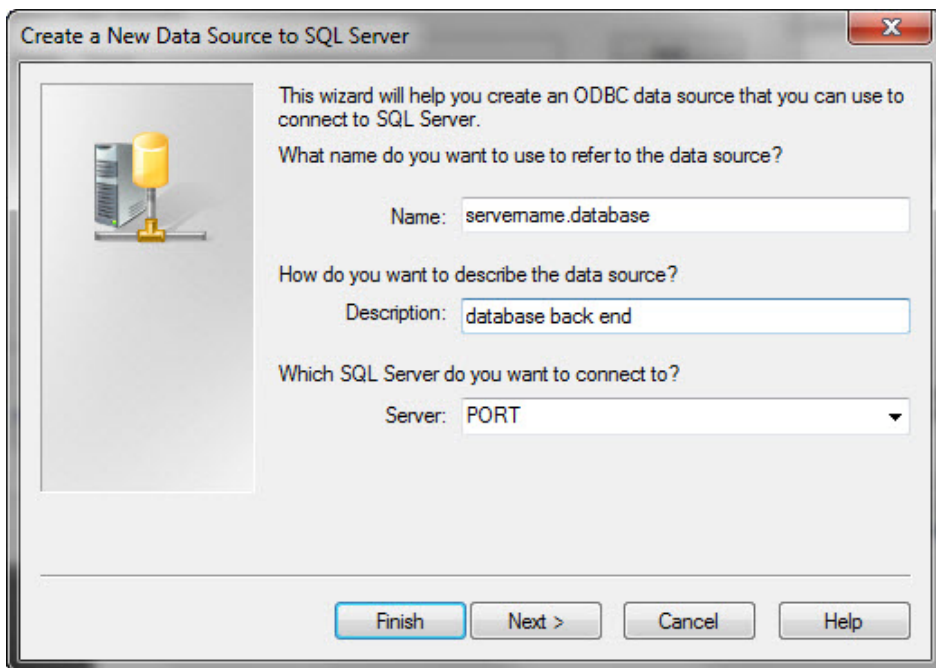 Create a New Data Source to SQL Server
This wizard will help you create an ODBC data source that you can use to
connect to SQL Server.
What name do you want to use to refer to the data source?
Name: servername.database
How do you want to describe the data source?
Description: database back end
Which SQL Server do you want to connect to?
Server: PORT
Finish Next > Cancel Help